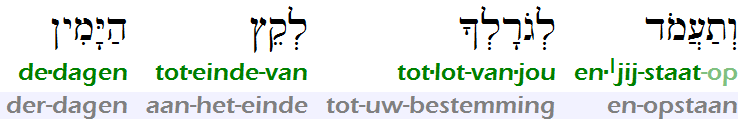 וְתַעֲמֹד לְגֹרָלְךָ לְקֵץ הַיָּמִין
de·dagen tot·einde-van tot·lot-van-jou en·╵jij-staat-op
der-dagen aan-het-einde tot-uw-bestemming en-opstaan